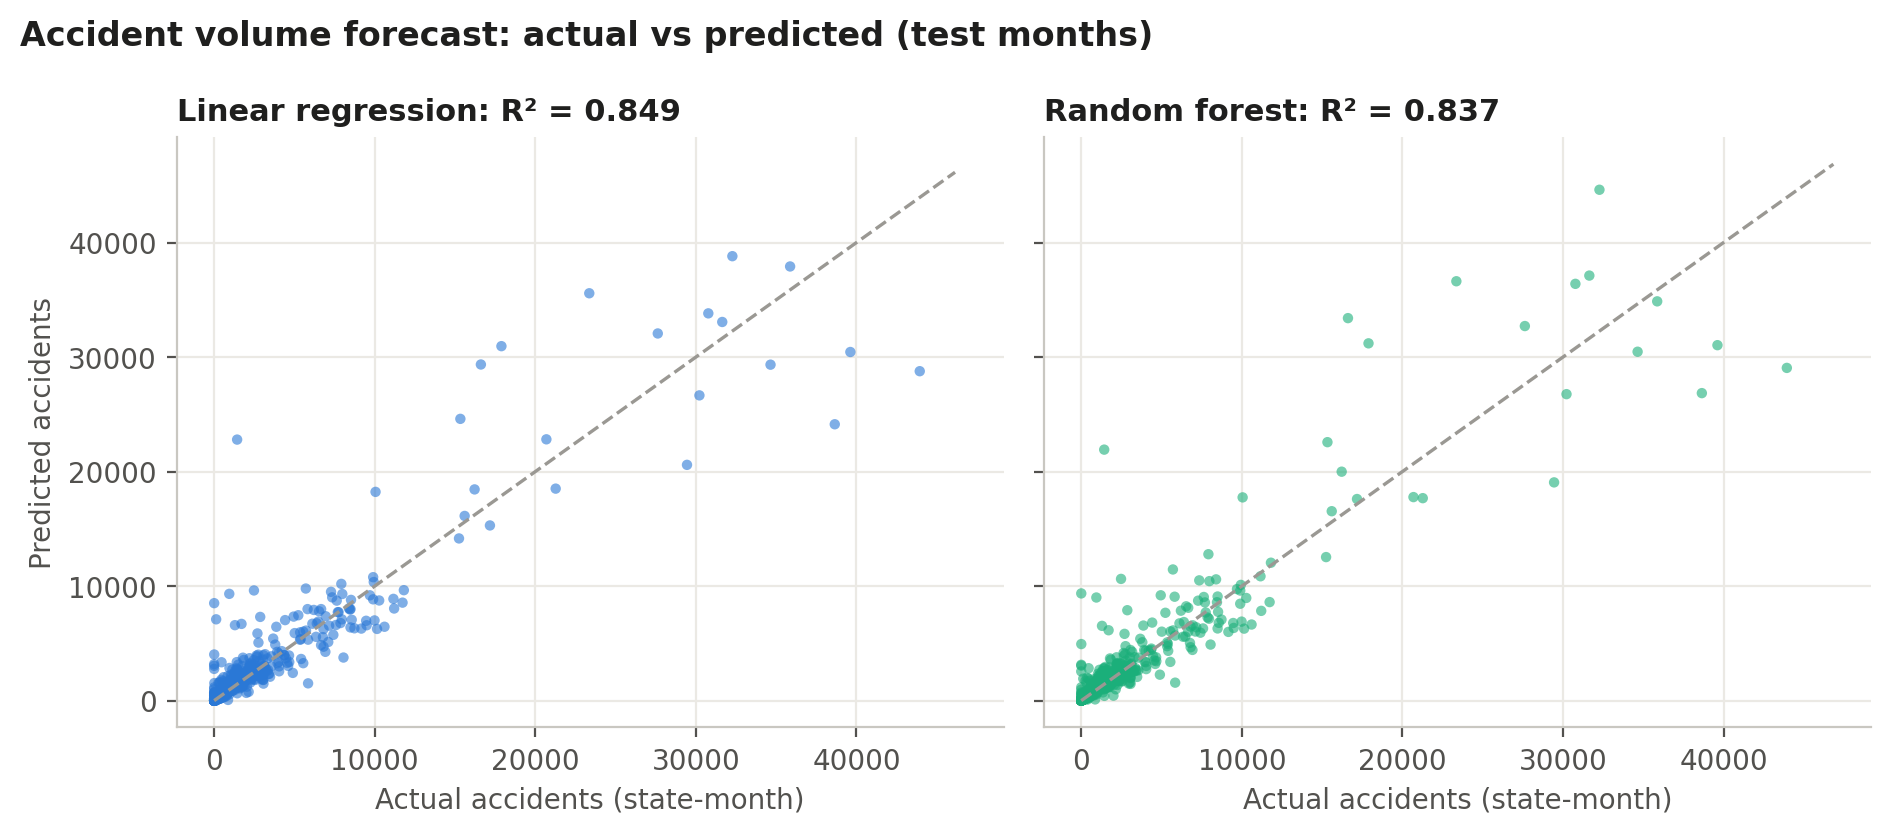 Accident volume forecast: actual vs predicted (test months)
Linear regression: R² = 0.849
Predicted accidents
40000
30000
20000
10000
0
0 10000 20000 30000 40000
Actual accidents (state-month)
Random forest: R² = 0.837
0 10000 20000 30000 40000
Actual accidents (state-month)